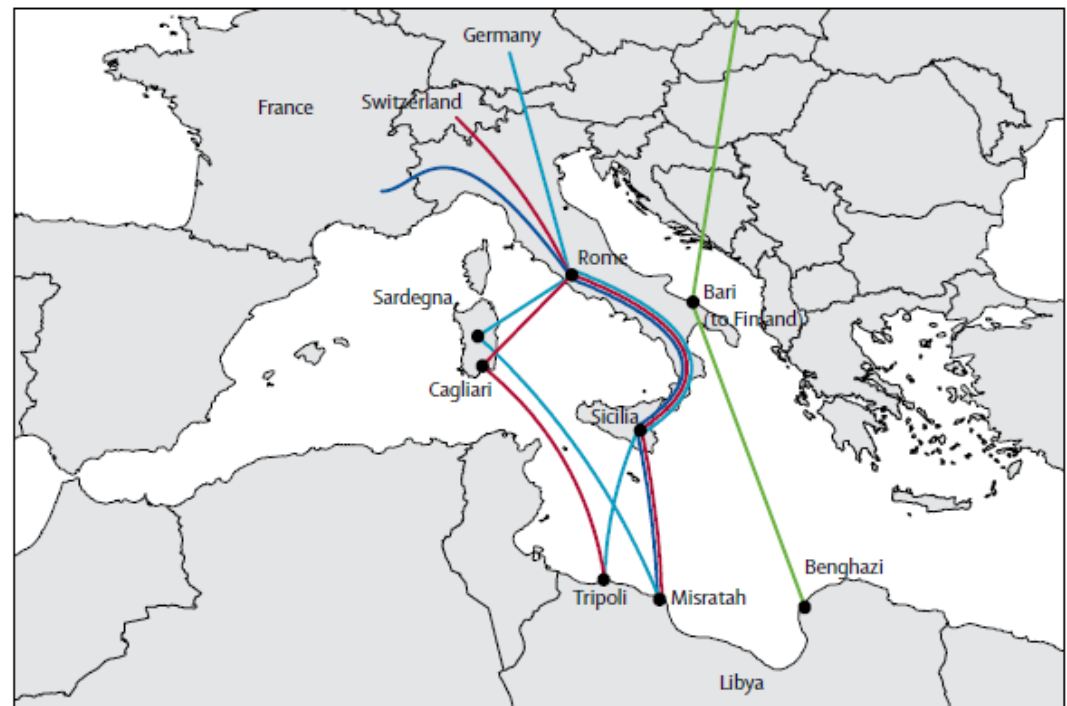 Germany
Switzerland
France
Rome
Sardegna
Bari
(to Finland)
Cagliari
Sicilia
Benghazi
Tripoli
Misratah
Libya